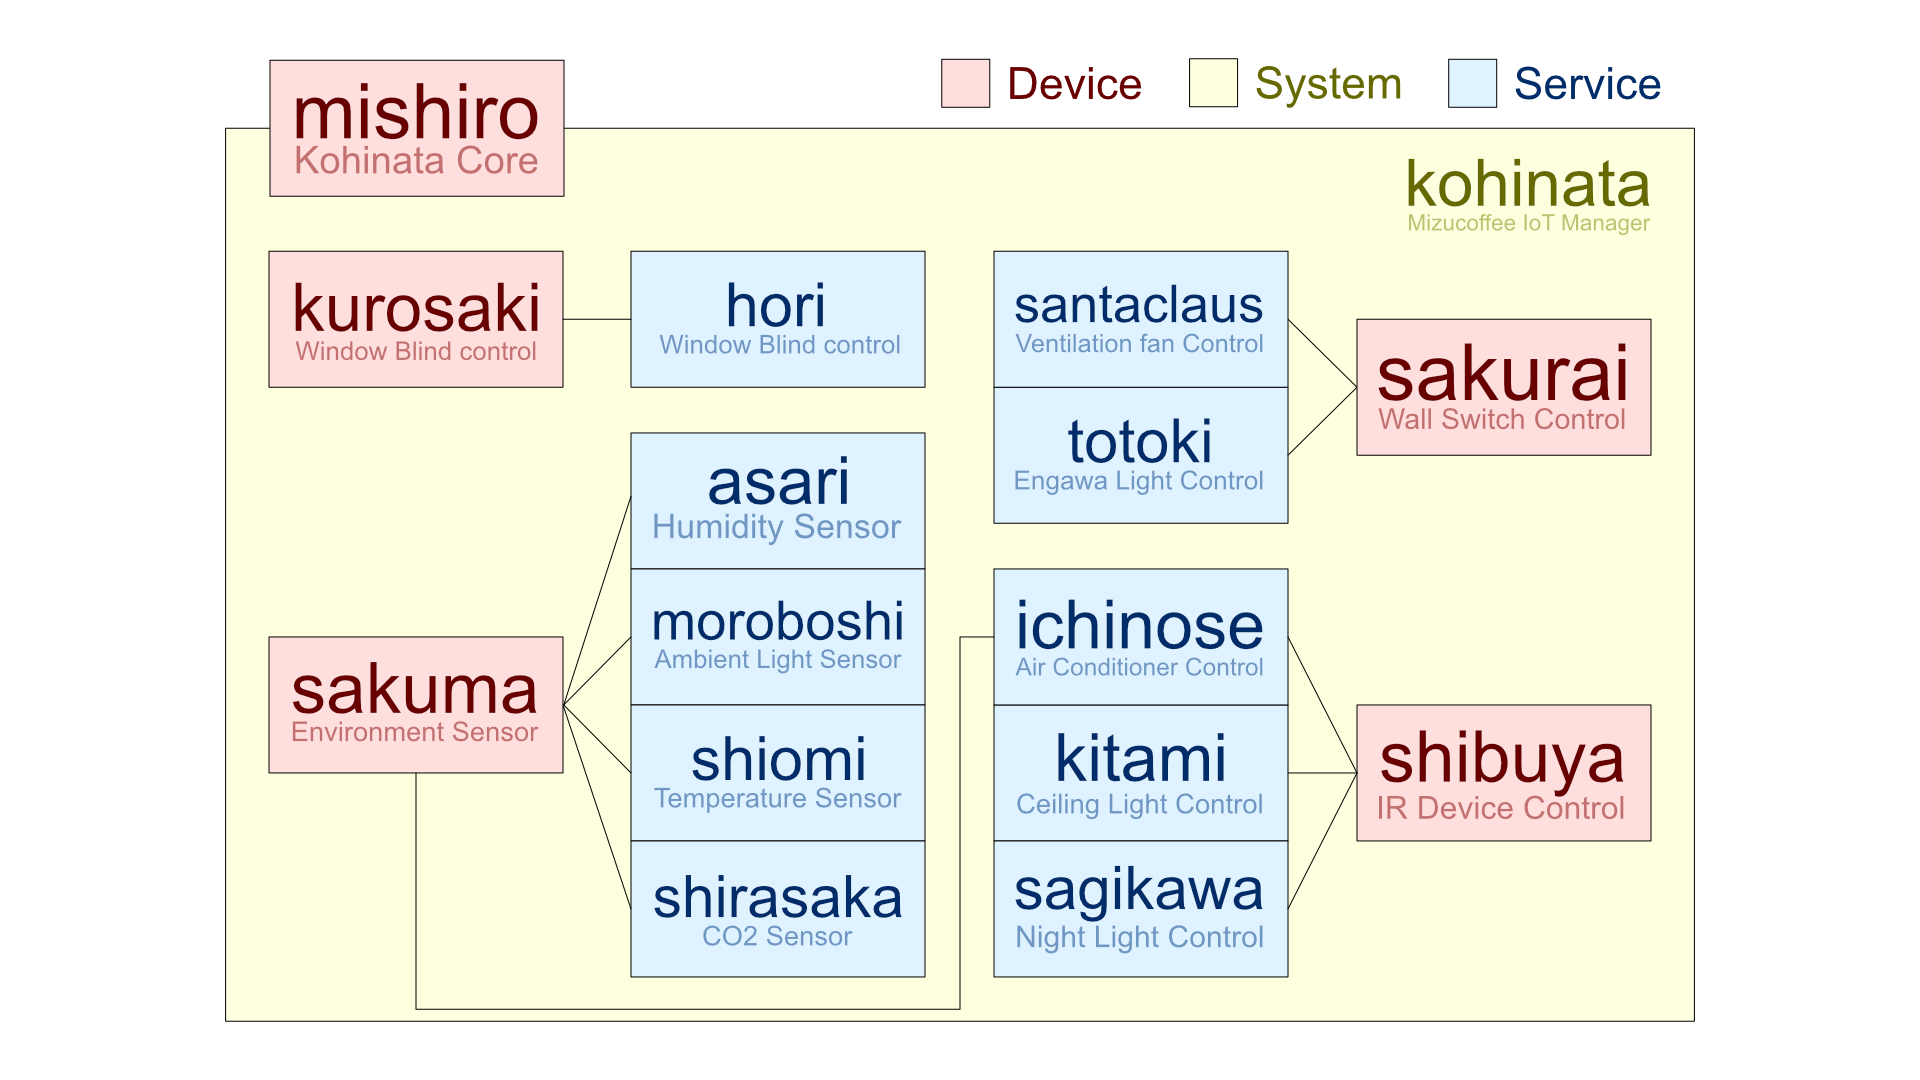 Device
System
Service
mishiro
Kohinata Core
kohinata
Mizucoffee IoT Manager
kurosaki
Window Blind control
hori
Window Blind control
santaclaus
Ventilation fan Control
sakurai
Wall Switch Control
totoki
Engawa Light Control
asari
Humidity Sensor
moroboshi
Ambient Light Sensor
ichinose
Air Conditioner Control
sakuma
Environment Sensor
shiomi
Temperature Sensor
kitami
Ceiling Light Control
shibuya
IR Device Control
shirasaka
CO2 Sensor
sagikawa
Night Light Control